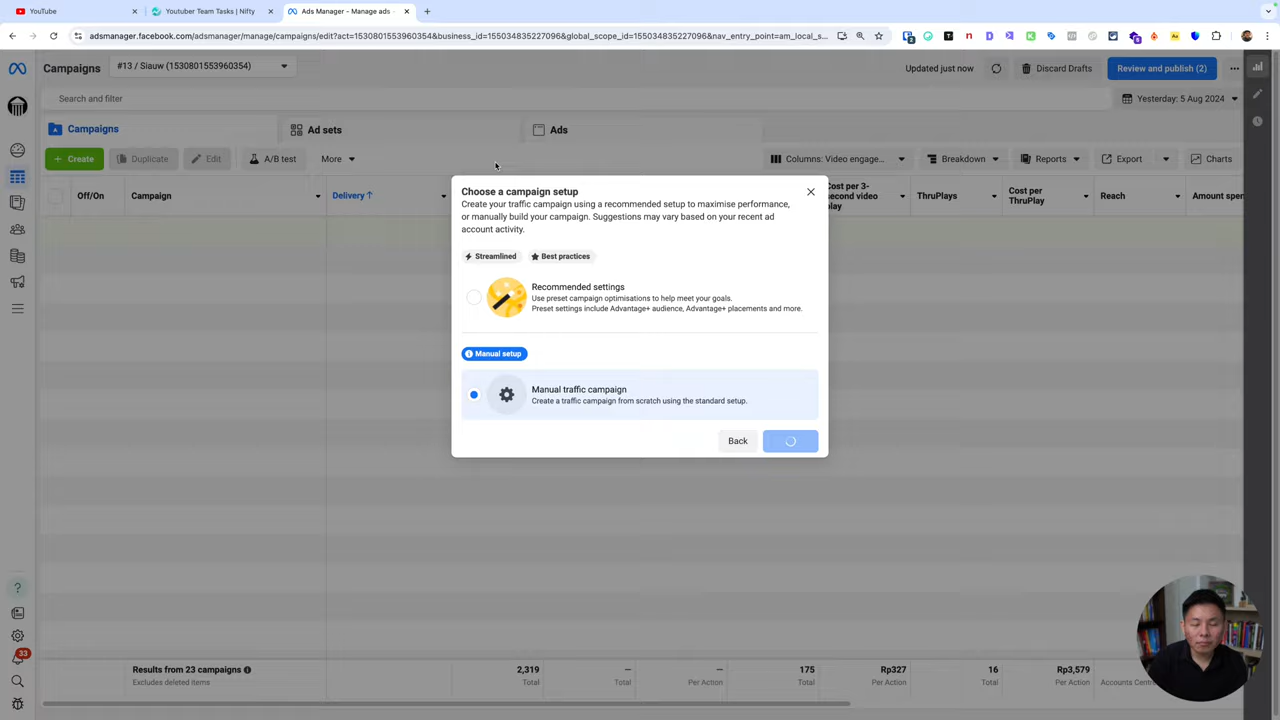 YouTube
Youtuber Team Tasks | Nifty
Ads Manager - Manage ads
adsmanager.facebook.com/adsmanager/manage/campaigns/edit?act=1530801553960354&business_id=155034835227096&global_scope_id=155034835227096&nav_entry_point=am_local_s...
Campaigns
#13 / Siauw (1530801553960354)
Updated just now
Discard Drafts
Review and publish (2)
Search and filter
Yesterday: 5 Aug 2024
Campaigns
Ad sets
Ads
+ Create
Duplicate
Edit
A/B test
More
Columns: Video engage...
Breakdown
Reports
Export
Charts
Off/On
Campaign
Delivery ↑
Cost per 3-
second video
play
ThruPlays
Cost per
ThruPlay
Reach
Amount spen
Choose a campaign setup
Create your traffic campaign using a recommended setup to maximise performance,
or manually build your campaign. Suggestions may vary based on your recent ad
account activity.
Streamlined
Best practices
Recommended settings
Use preset campaign optimisations to help meet your goals.
Preset settings include Advantage+ audience, Advantage+ placements and more.
Manual setup
Manual traffic campaign
Create a traffic campaign from scratch using the standard setup.
Back
33
Results from 23 campaigns
Excludes deleted items
2,319
Total
—
Total
—
Per Action
175
Total
Rp327
Per Action
16
Total
Rp3,579
Per Action
Accounts Centr